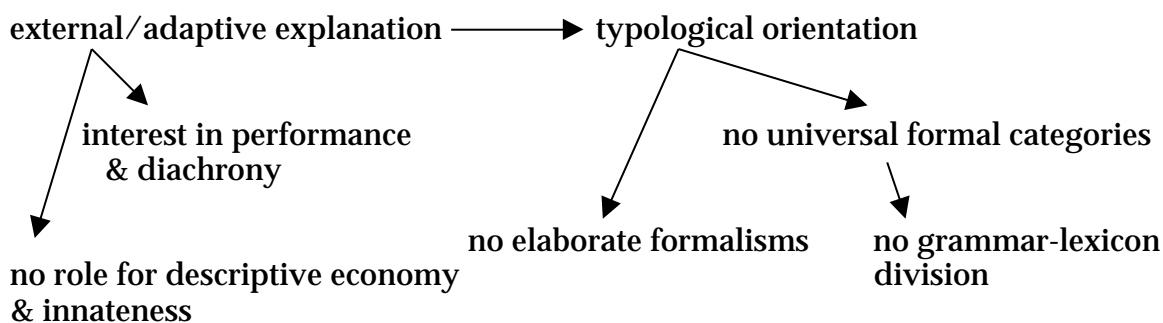 external/adaptive explanation
typological orientation
interest in performance
& diachrony
no universal formal categories
no elaborate formalisms
no grammar-lexicon
division
no role for descriptive economy
& innateness